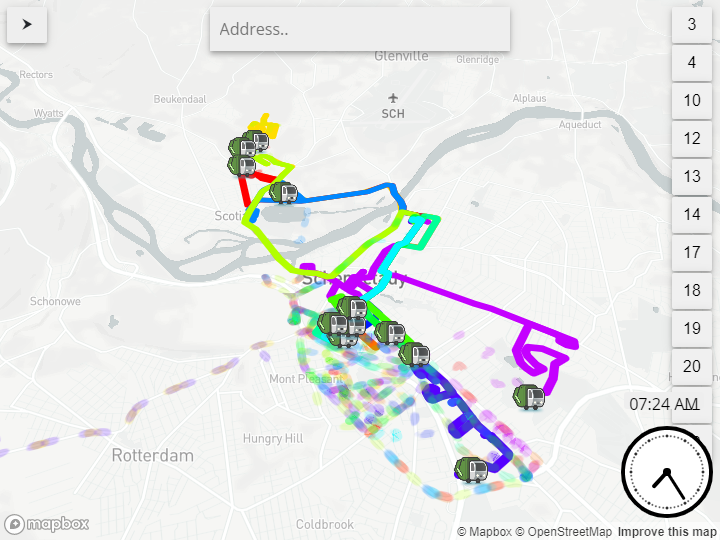 ➤
Address..
3
Glenville
Glenridge
4
Rectors
Beukendaal
SCH
Alplaus
10
Wyatts
Aqueduct
12
13
Scotia
14
17
Schenectady
18
Schonowe
19
20
Mont Pleasant
07:24 AM
Hungry Hill
Rotterdam
Coldbrook
mapbox
© Mapbox © OpenStreetMap Improve this map